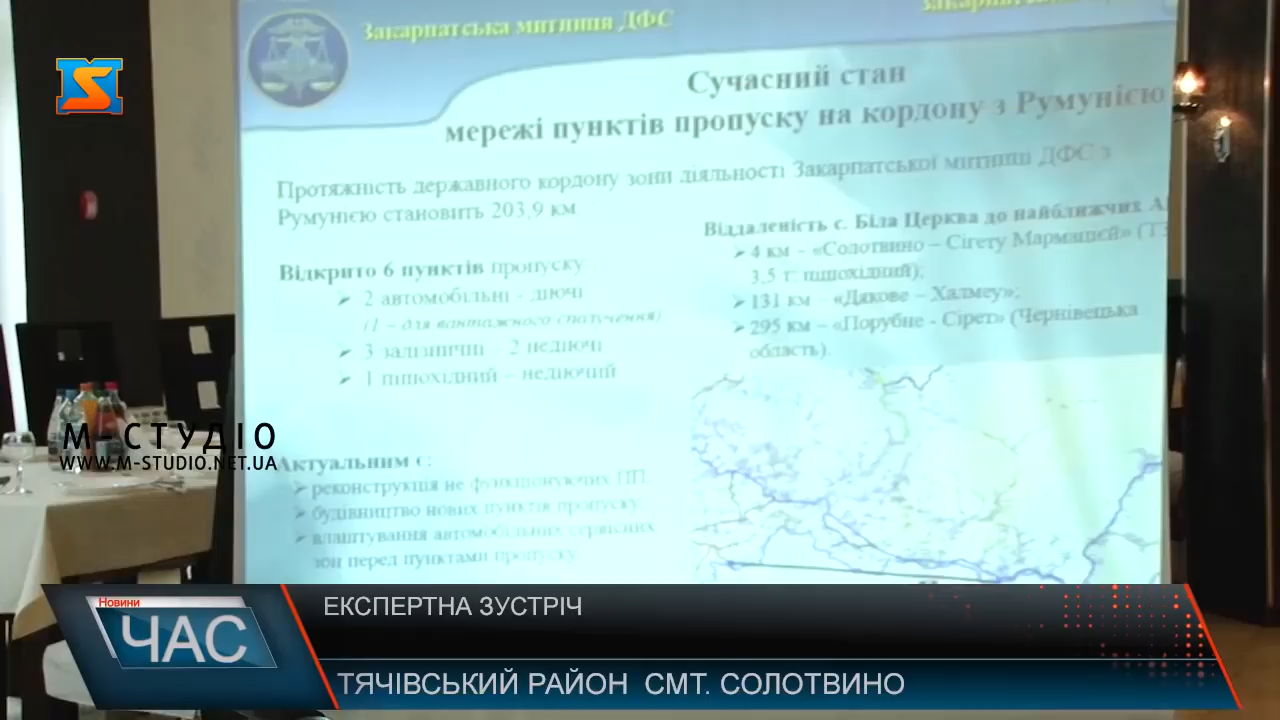 Закарпатська митниця ДФС
Сучасний стан
мережі пунктів пропуску на кордону з Румунією
Протяжність державного кордону зони діяльності Закарпатської митниці ДФС з
Румунією становить 203,9 км
Відкрито 6 пунктів пропуску
2 автомобільні - діючі
(1 – для вантажного сполучення)
3 залізничні – 2 недіючі
1 пішохідний – недіючий
Віддаленість с. Біла Церква до найближчих
4 км – «Солотвино – Сігету Мармацієй»
3,5 т пішохідний);
131 км – «Дякове – Халмеу»;
295 км – «Порубне - Сірет» (Чернівецька
область).
Актуальним є:
реконструкція не функціонуючих ПП
будівництво нових пунктів пропуску
влаштування автомобільних сервісних
зон перед пунктами пропуску
М-СТУДІО
WWW.M-STUDIO.NET.UA
Новини
ЧАС
ЕКСПЕРТНА ЗУСТРІЧ
ТЯЧІВСЬКИЙ РАЙОН СМТ. СОЛОТВИНО